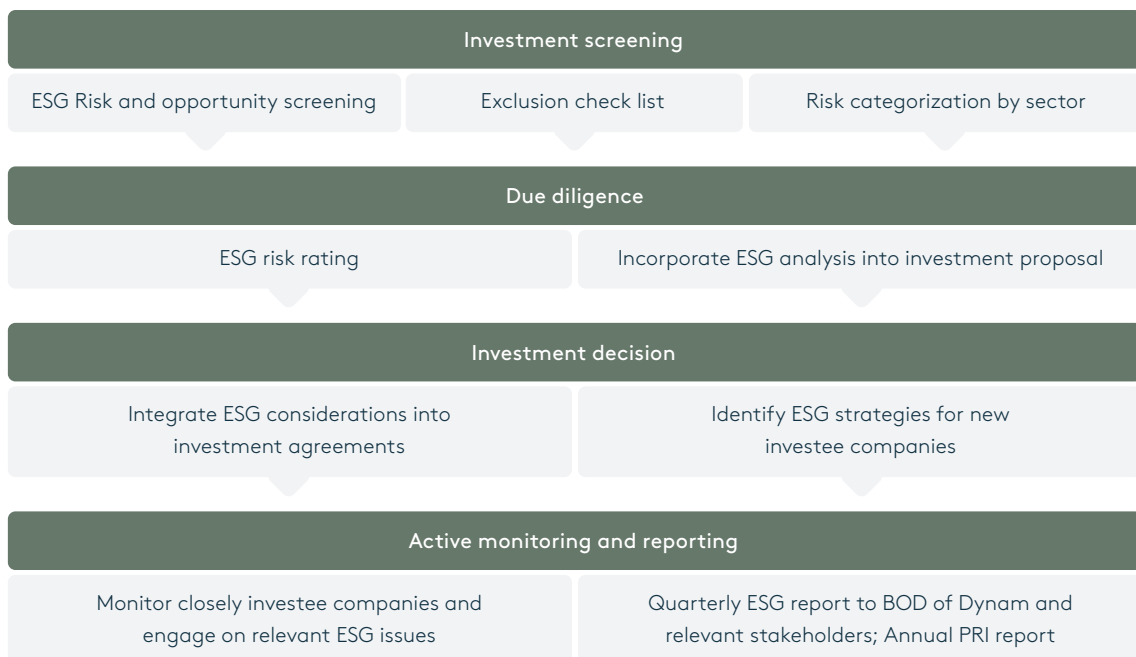 Investment screening
ESG Risk and opportunity screening
Exclusion check list
Risk categorization by sector
Due diligence
ESG risk rating
Incorporate ESG analysis into investment proposal
Investment decision
Integrate ESG considerations into
investment agreements
Identify ESG strategies for new
investee companies
Active monitoring and reporting
Monitor closely investee companies and
engage on relevant ESG issues
Quarterly ESG report to BOD of Dynam and
relevant stakeholders; Annual PRI report